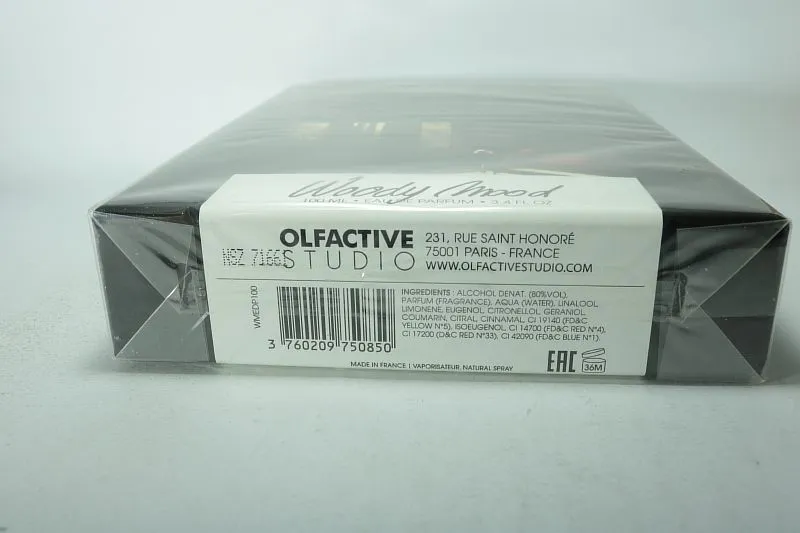 Woody Mood
100 ML • EAU DE PARFUM • 3.4 FL OZ
OLFACTIVE
STUDIO
231, RUE SAINT HONORÉ
75001 PARIS - FRANCE
WWW.OLFACTIVESTUDIO.COM
WMEDP100
3 760209 750850
INGREDIENTS : ALCOHOL DENAT. (80%VOL),
PARFUM (FRAGRANCE), AQUA (WATER), LINALOOL,
LIMONENE, EUGENOL, CITRONELLOL, GERANIOL,
COUMARIN, CITRAL, CINNAMAL, CI 19140 (FD&C
YELLOW N°5), ISOEUGENOL, CI 14700 (FD&C RED N°4),
CI 17200 (D&C RED N°33), CI 42090 (FD&C BLUE N°1).
EAC
36M
MADE IN FRANCE | VAPORISATEUR, NATURAL SPRAY